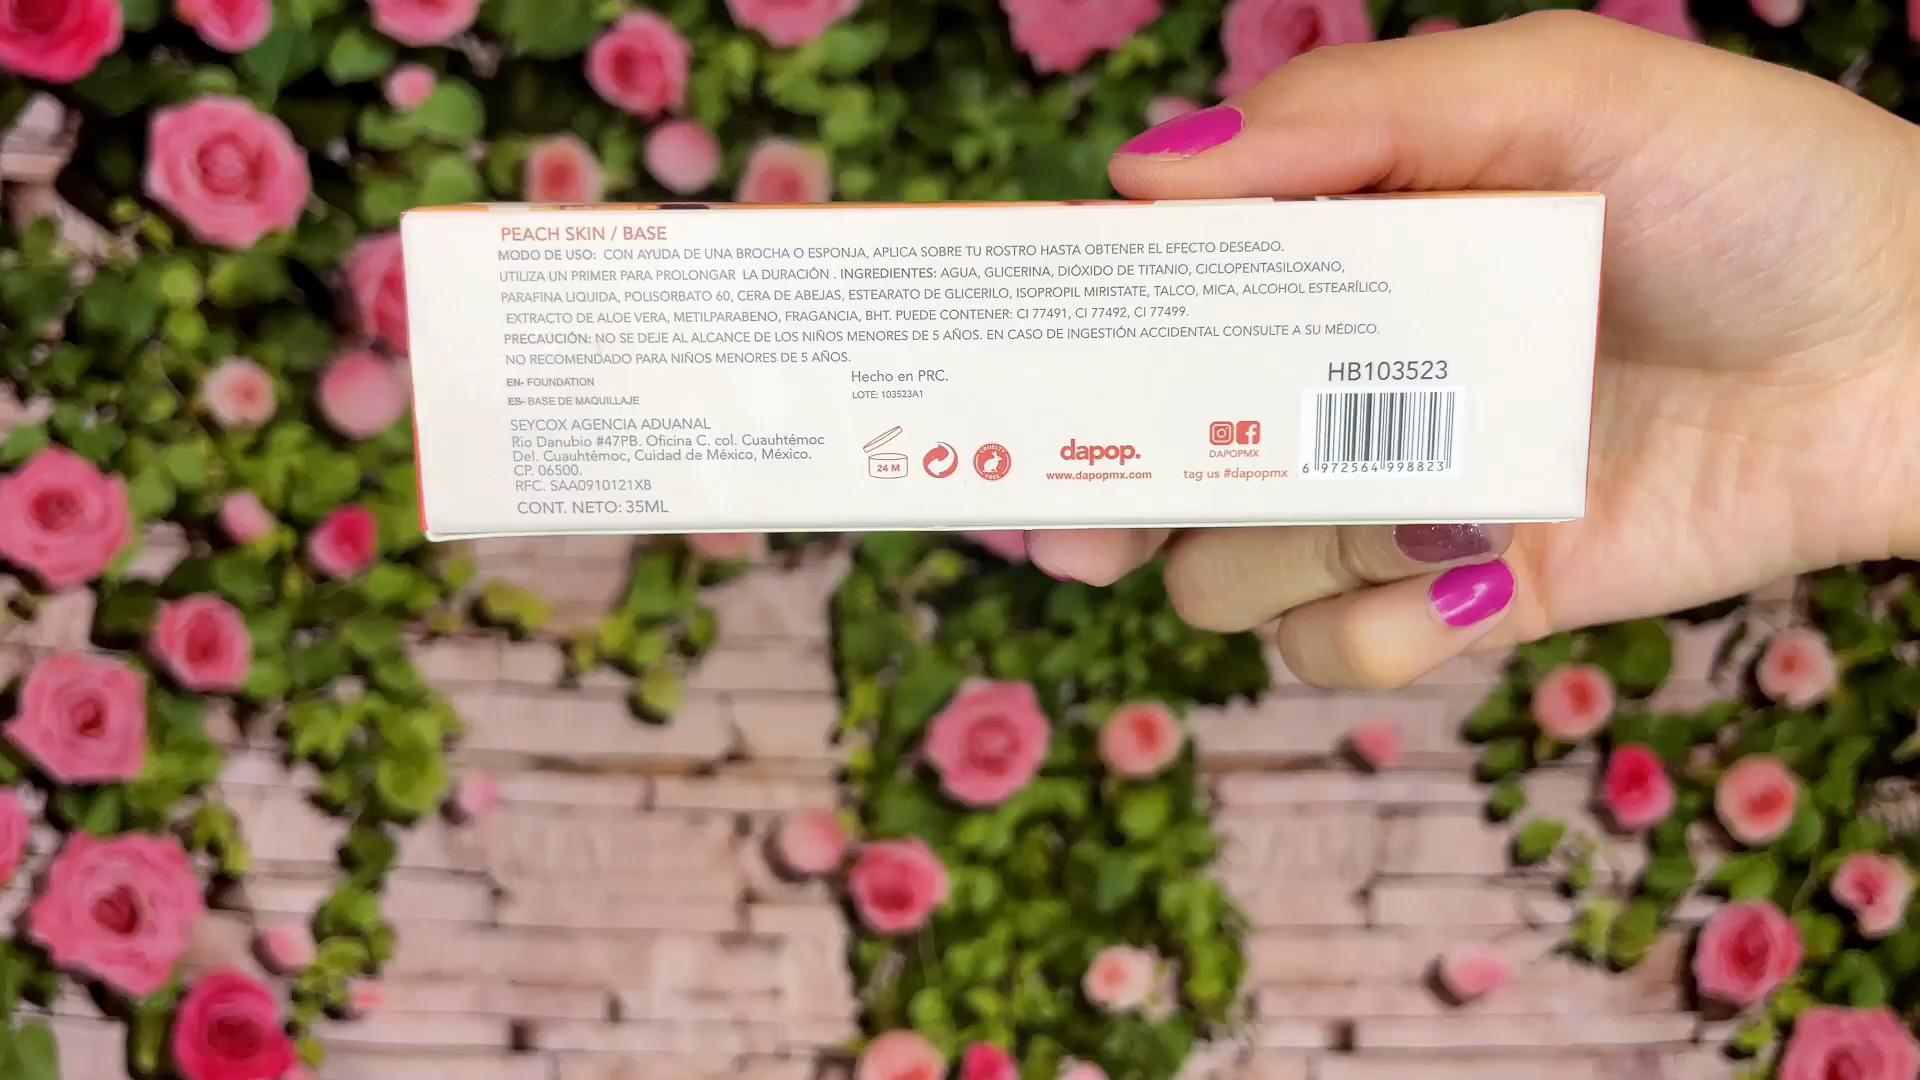 PEACH SKIN / BASE
MODO DE USO: CON AYUDA DE UNA BROCHA O ESPONJA, APLICA SOBRE TU ROSTRO HASTA OBTENER EL EFECTO DESEADO.
UTILIZA UN PRIMER PARA PROLONGAR LA DURACIÓN . INGREDIENTES: AGUA, GLICERINA, DIÓXIDO DE TITANIO, CICLOPENTASILOXANO,
PARAFINA LIQUIDA, POLISORBATO 60, CERA DE ABEJAS, ESTEARATO DE GLICERILO, ISOPROPIL MIRISTATE, TALCO, MICA, ALCOHOL ESTEARÍLICO,
EXTRACTO DE ALOE VERA, METILPARABENO, FRAGANCIA, BHT. PUEDE CONTENER: CI 77491, CI 77492, CI 77499.
PRECAUCIÓN: NO SE DEJE AL ALCANCE DE LOS NIÑOS MENORES DE 5 AÑOS. EN CASO DE INGESTIÓN ACCIDENTAL CONSULTE A SU MÉDICO.
NO RECOMENDADO PARA NIÑOS MENORES DE 5 AÑOS.
EN- FOUNDATION
ES- BASE DE MAQUILLAJE
SEYCOX AGENCIA ADUANAL
Rio Danubio #47PB. Oficina C. col. Cuauhtémoc
Del. Cuauhtémoc, Cuidad de México, México.
CP. 06500.
RFC. SAA0910121X8
CONT. NETO: 35ML
Hecho en PRC.
LOTE: 103523A1
24 M
CRUELTY
FREE
dapop.
www.dapopmx.com
DAPOPMX
tag us #dapopmx
HB103523
6 972564 998823